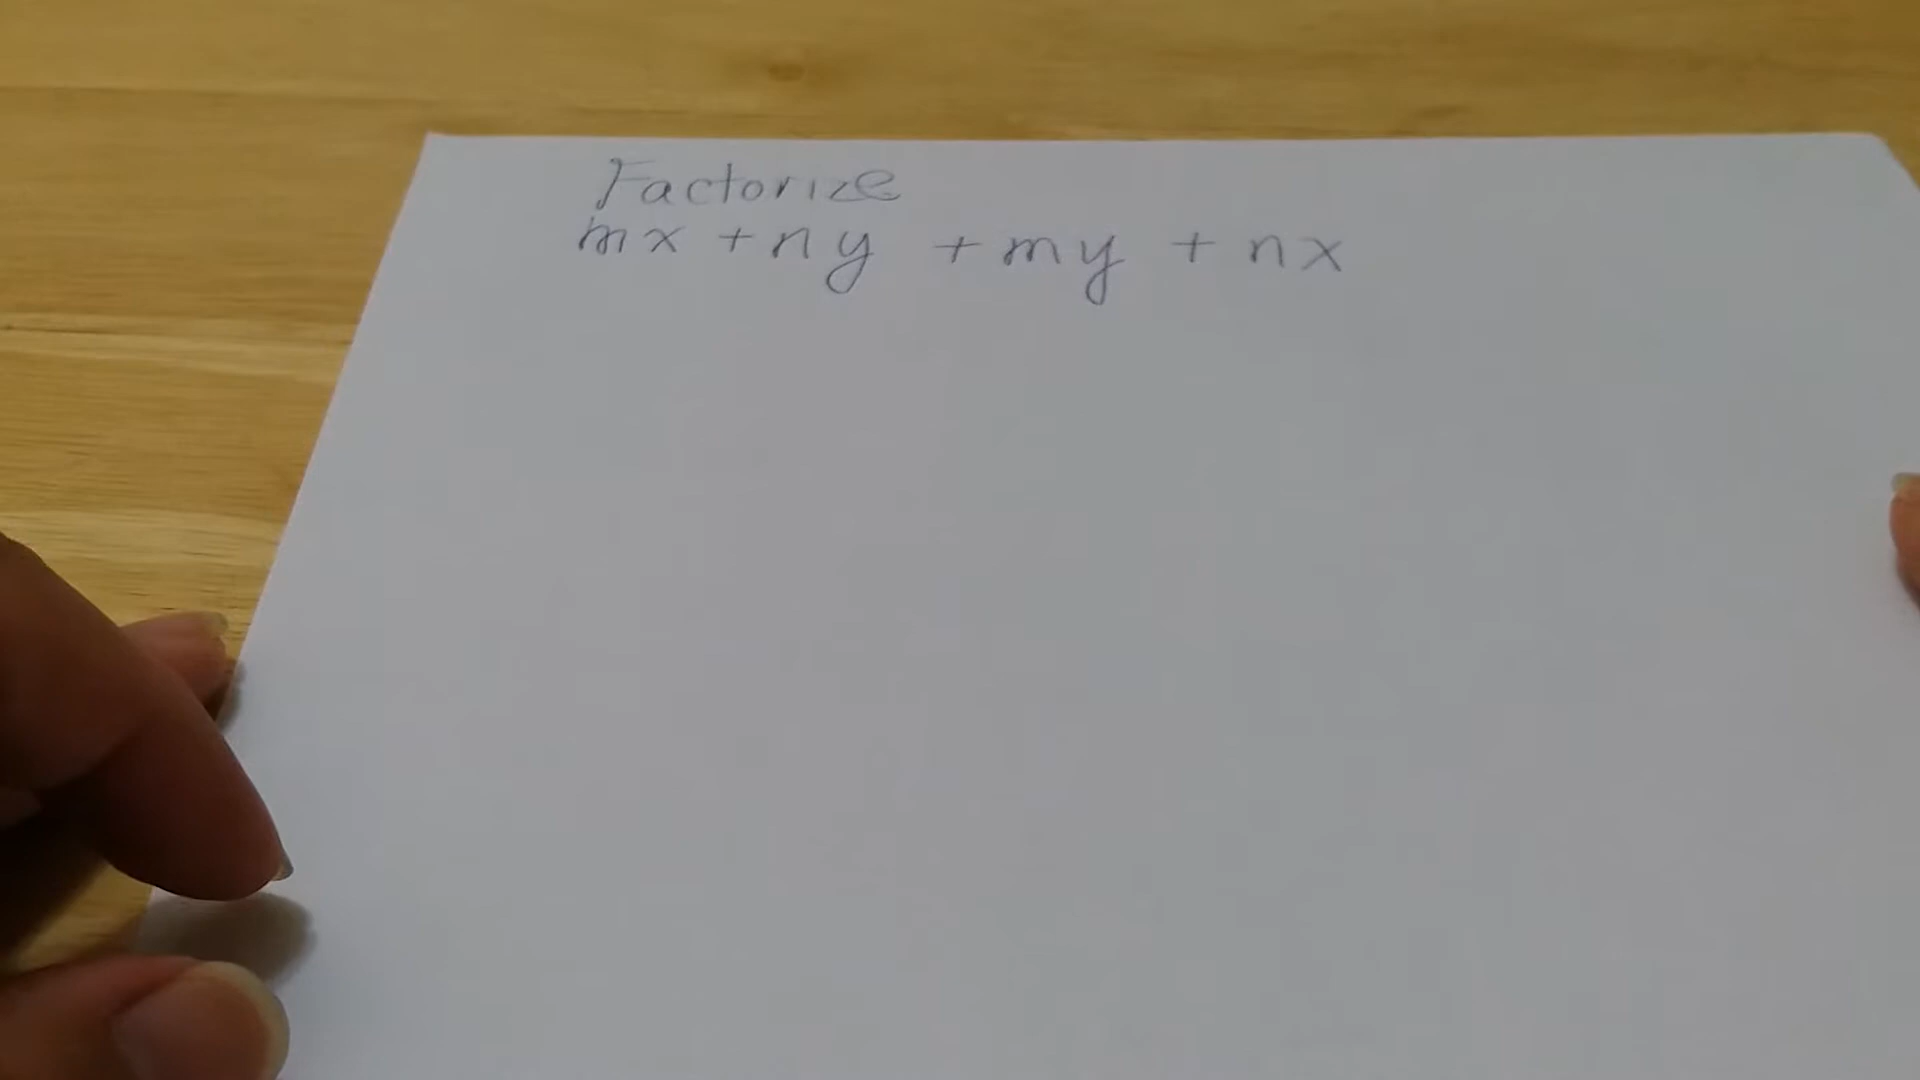 Factorize
mx + ny + my + nx